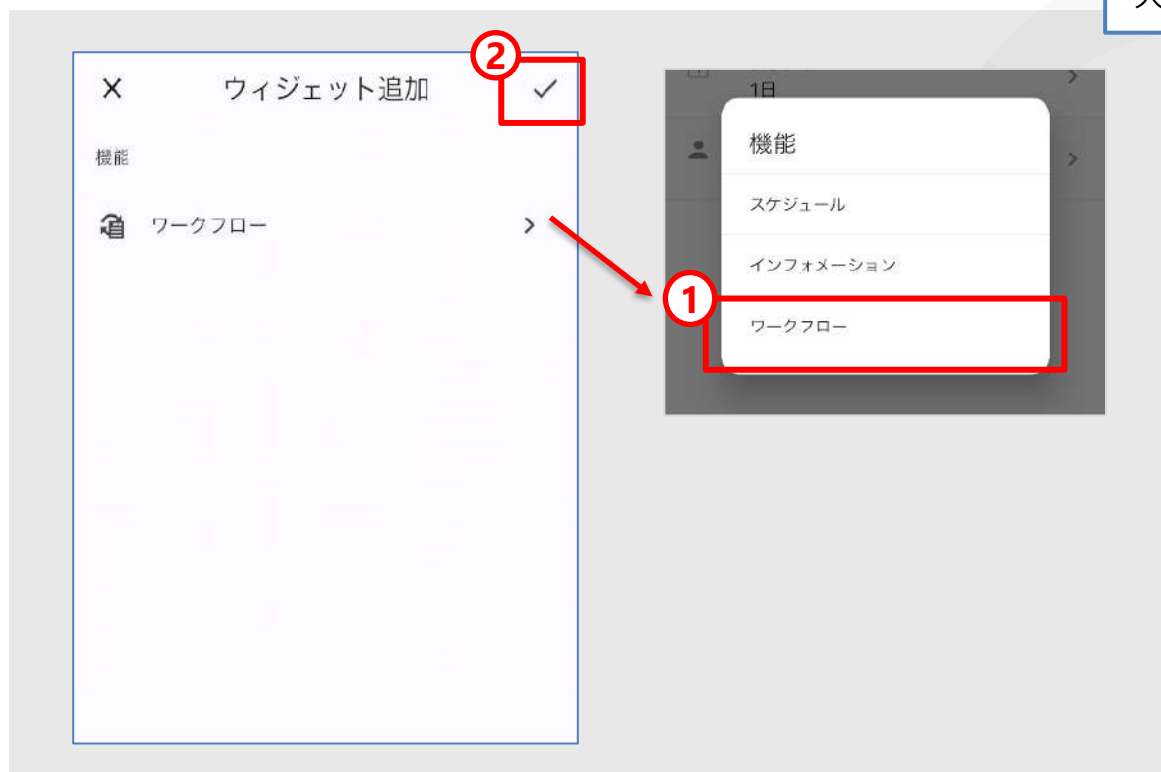 ②
ウィジェット追加
機能
ワークフロー
1日
機能
スケジュール
インフォメーション
①
ワークフロー